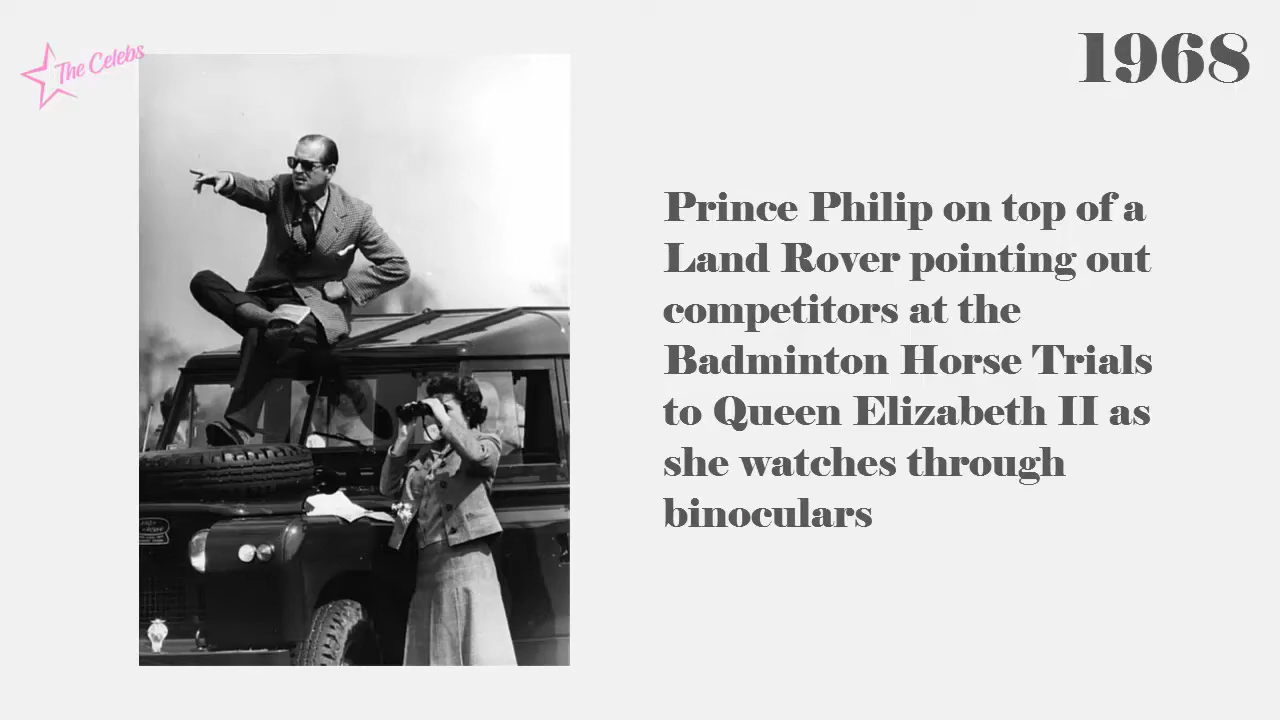 The Celebs
1968
Prince Philip on top of a
Land Rover pointing out
competitors at the
Badminton Horse Trials
to Queen Elizabeth II as
she watches through
binoculars